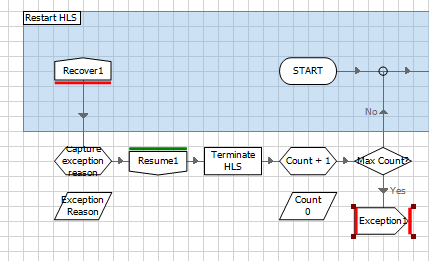 Restart HLS
Recover1
START
No
Capture
exception
reason
Resume1
Terminate
HLS
Count + 1
Max Count?
Yes
Exception
Reason
Count
0
Exception1